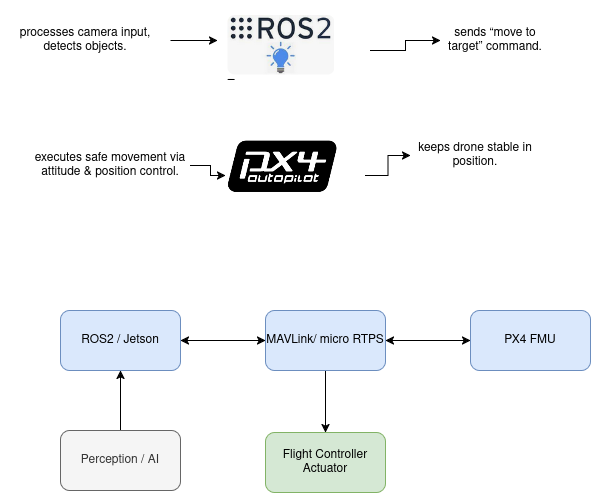 processes camera input,
detects objects.
ROS2
sends “move to
target” command.
executes safe movement via
attitude & position control.
px4
autopilot
keeps drone stable in
position.
ROS2 / Jetson
MAVLink/ micro RTPS
PX4 FMU
Perception / AI
Flight Controller
Actuator